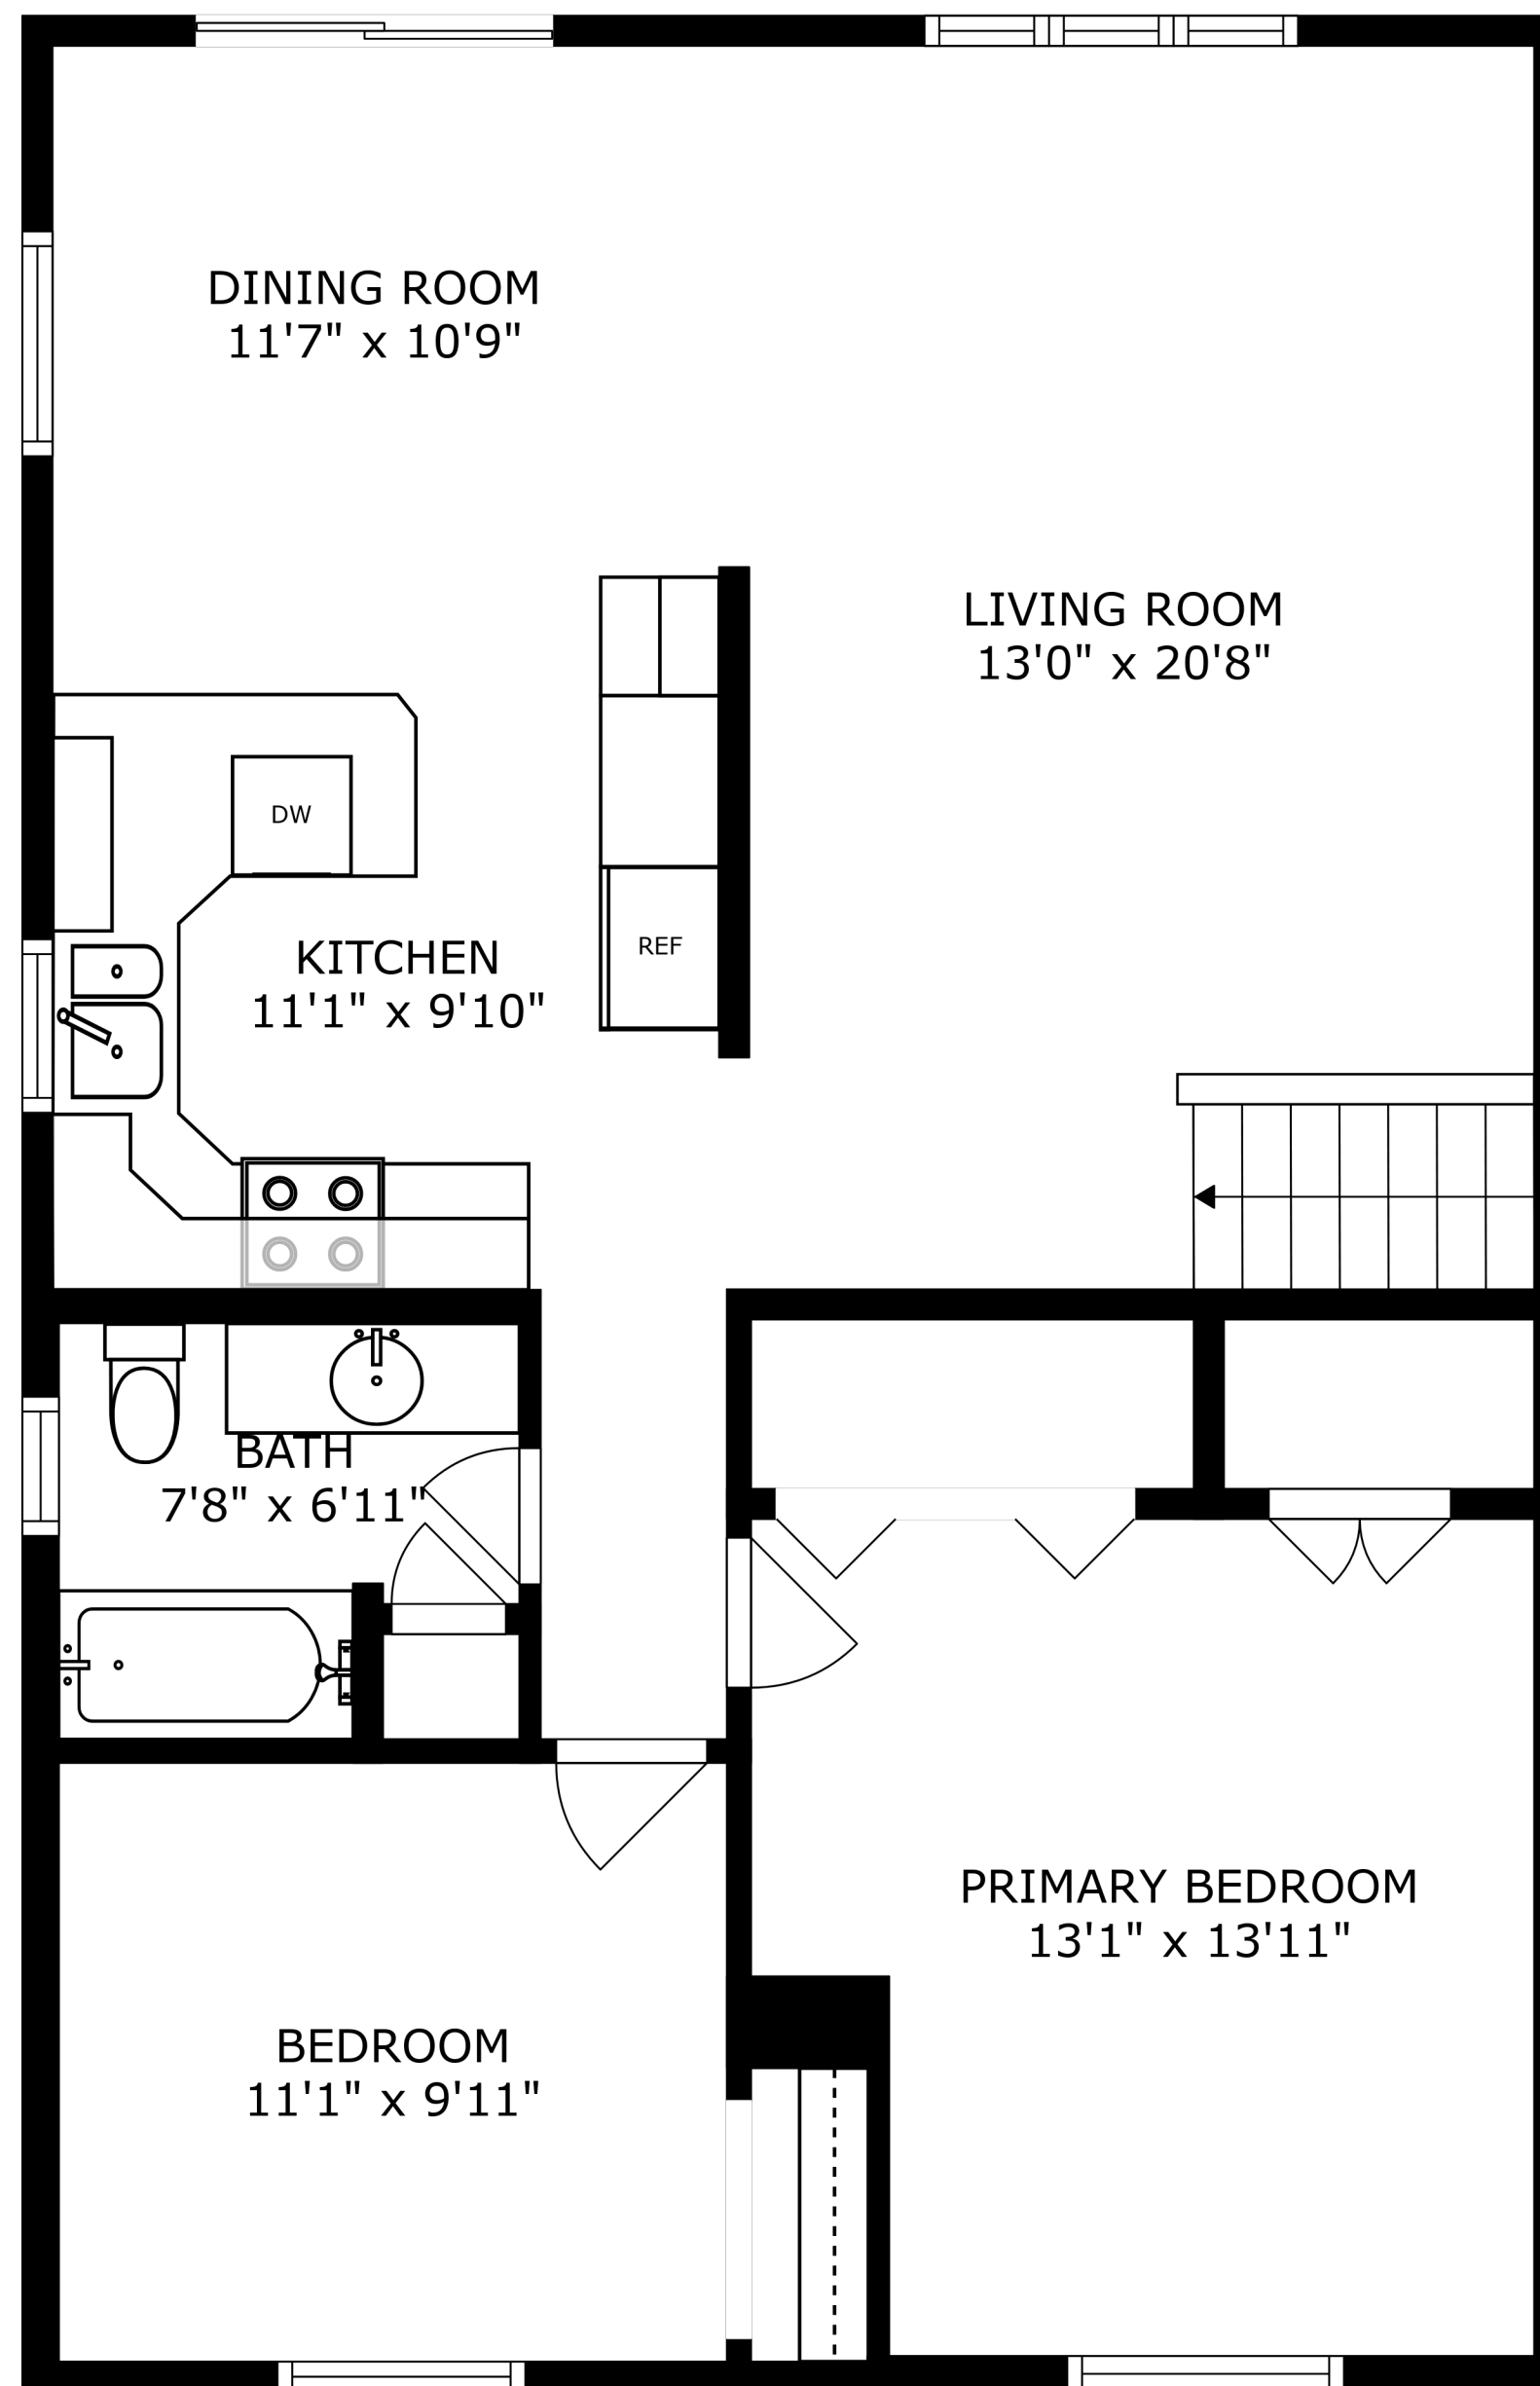 DINING ROOM
11'7" x 10'9"
LIVING ROOM
13'0" x 20'8"
DW
REF
KITCHEN
11'1" x 9'10"
BATH
7'8" x 6'11"
PRIMARY BEDROOM
13'1" x 13'11"
BEDROOM
11'1" x 9'11"